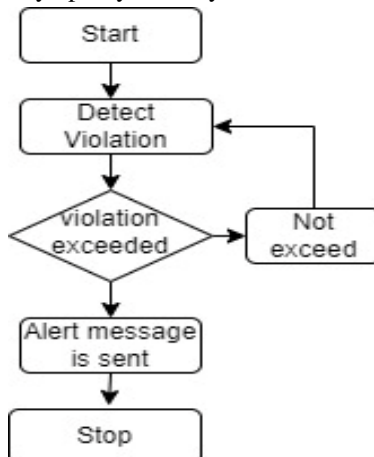 Start
Detect
Violation
violation
exceeded
Not
exceed
Alert message
is sent
Stop